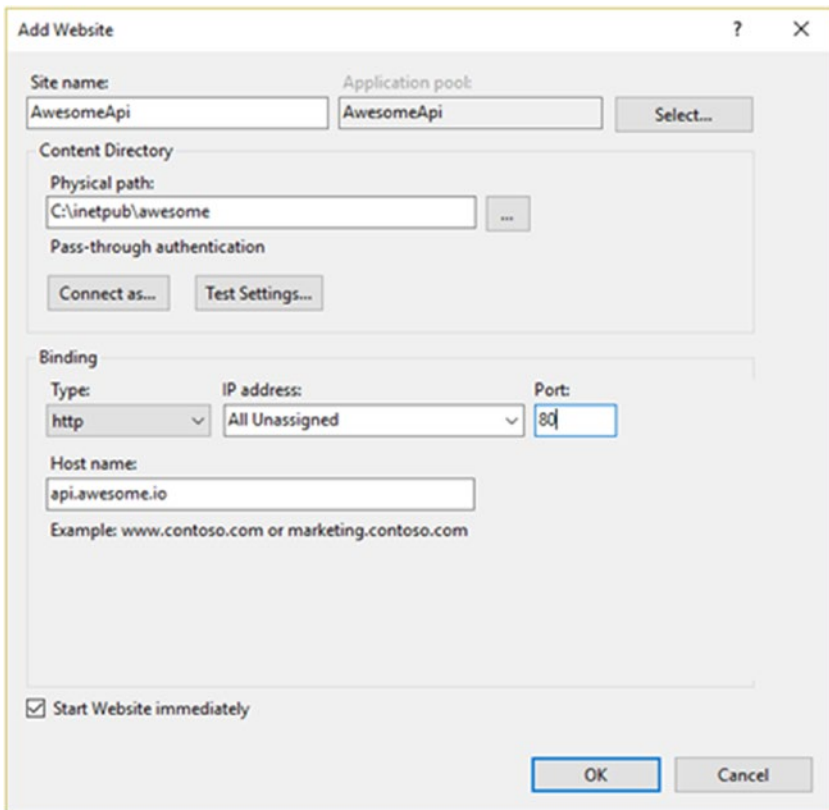 Add Website
?
Site name:
Application pool:
AwesomeApi
AwesomeApi
Select...
Content Directory
Physical path:
C:\inetpub\awesome
...
Pass-through authentication
Connect as...
Test Settings...
Binding
Type:
IP address:
Port:
http
All Unassigned
80
Host name:
api.awesome.io
Example: www.contoso.com or marketing.contoso.com
Start Website immediately
OK
Cancel